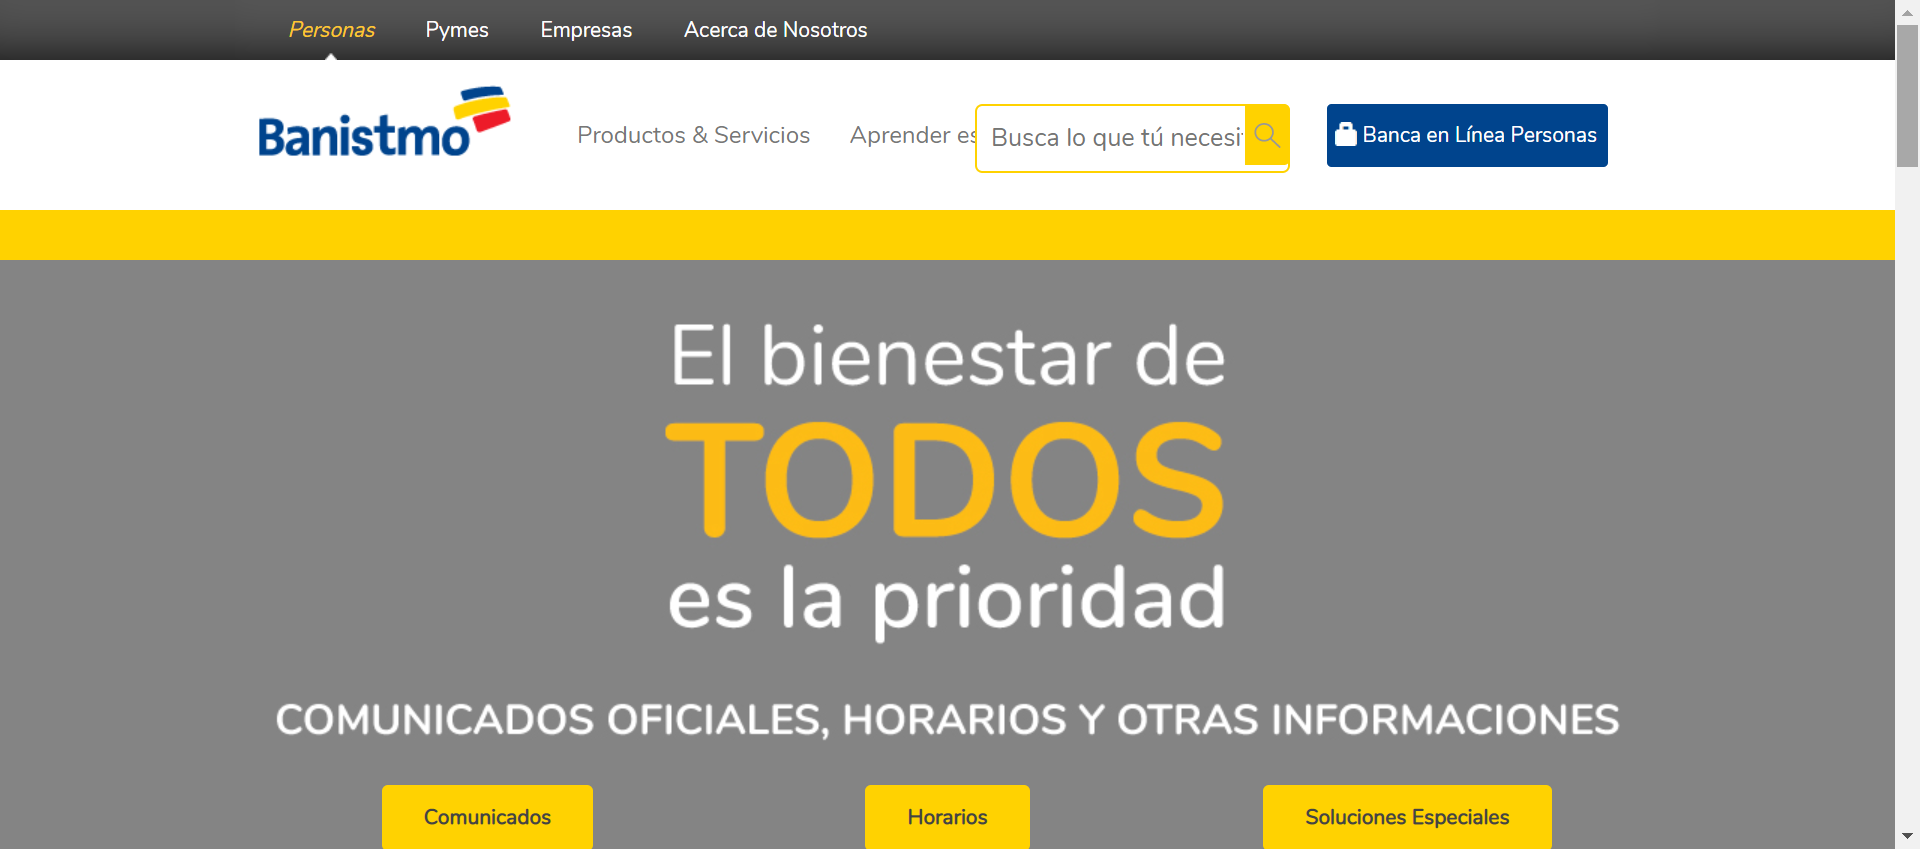 Personas Pymes Empresas Acerca de Nosotros
Banistmo
Productos & Servicios Aprender es Busca lo que tú necesi Banca en Línea Personas
El bienestar de
TODOS
es la prioridad
COMUNICADOS OFICIALES, HORARIOS Y OTRAS INFORMACIONES
Comunicados Horarios Soluciones Especiales